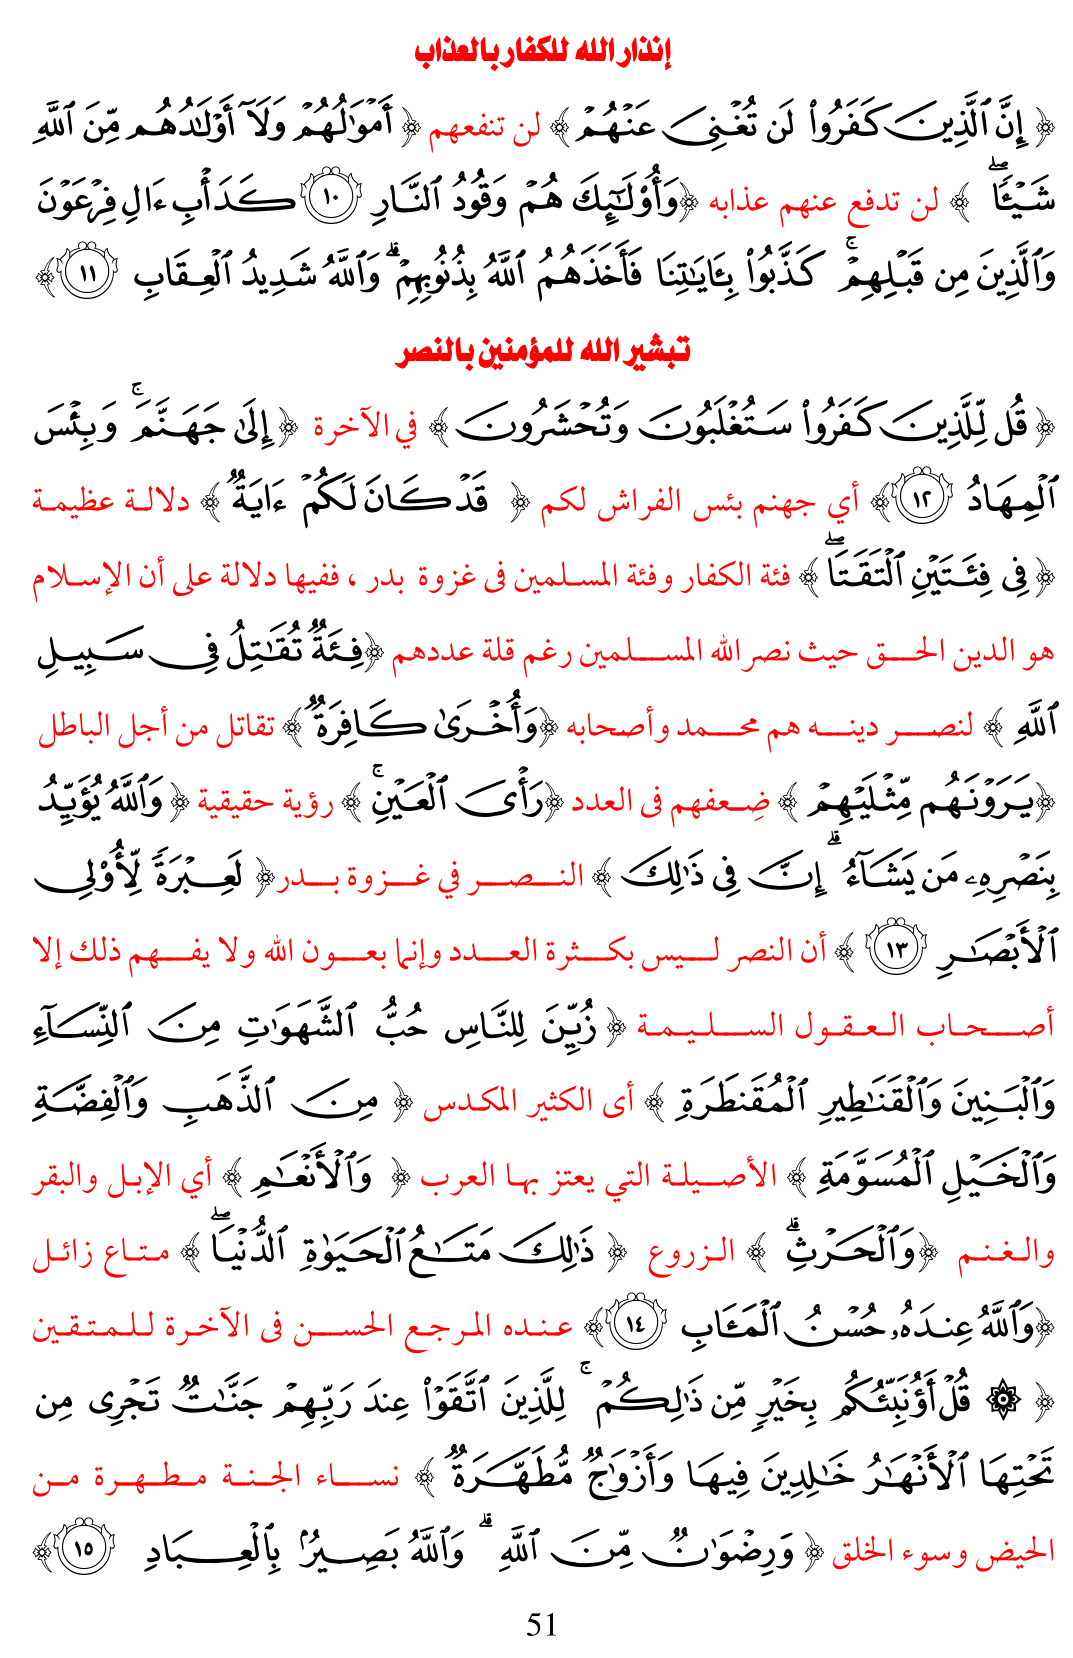 إنذار الله للكفار بالعذاب
﴿ إِنَّ ٱلَّذِينَ كَفَرُوا۟ لَن تُغْنِىَ عَنْهُمْ ﴾ لن تنفعهم ﴿ أَمْوَٰلُهُمْ وَلَآ أَوْلَـٰدُهُم مِّنَ ٱللَّهِ
شَيْـًٔا ۖ ﴾ لن تدفع عنهم عذابه ﴿وَأُو۟لَـٰٓئِكَ هُمْ وَقُودُ ٱلنَّارِ ١٠ كَدَأْبِ ءَالِ فِرْعَوْنَ
وَٱلَّذِينَ مِن قَبْلِهِمْ ۚ كَذَّبُوا۟ بِـَٔايَـٰتِنَا فَأَخَذَهُمُ ٱللَّهُ بِذُنُوبِهِمْ ۗ وَٱللَّهُ شَدِيدُ ٱلْعِقَابِ ١١﴾
تبشير الله للمؤمنين بالنصر
﴿ قُل لِّلَّذِينَ كَفَرُوا۟ سَتُغْلَبُونَ وَتُحْشَرُونَ ﴾ في الآخرة ﴿ إِلَىٰ جَهَنَّمَ ۚ وَبِئْسَ
ٱلْمِهَادُ ١٢﴾ أي جهنم بئس الفراش لكم ﴿ قَدْ كَانَ لَكُمْ ءَايَةٌ ﴾ دلالة عظيمة
﴿ فِى فِئَتَيْنِ ٱلْتَقَتَا ۖ ﴾ فئة الكفار وفئة المسلمين فى غزوة بدر ، ففيها دلالة على أن الإسلام
هو الدين الحق حيث نصر الله المسلمين رغم قلة عددهم ﴿فِئَةٌ تُقَـٰتِلُ فِى سَبِيلِ
ٱللَّهِ ﴾ لنصر دينه هم محمد وأصحابه ﴿وَأُخْرَىٰ كَافِرَةٌ ﴾ تقاتل من أجل الباطل
﴿يَرَوْنَهُم مِّثْلَيْهِمْ ﴾ ضِعفهم فى العدد ﴿رَأْىَ ٱلْعَيْنِ ۚ ﴾ رؤية حقيقية ﴿ وَٱللَّهُ يُؤَيِّدُ
بِنَصْرِهِۦ مَن يَشَآءُ ۗ إِنَّ فِى ذَٰلِكَ ﴾ النصر في غزوة بدر﴿ لَعِبْرَةً لِّأُو۟لِى
ٱلْأَبْصَـٰرِ ١٣ ﴾ أن النصر ليس بكثرة العدد وإنما بعون الله ولا يفهم ذلك إلا
أصحاب العقول السليمة ﴿ زُيِّنَ لِلنَّاسِ حُبُّ ٱلشَّهَوَٰتِ مِنَ ٱلنِّسَآءِ
وَٱلْبَنِينَ وَٱلْقَنَـٰطِيرِ ٱلْمُقَنطَرَةِ ﴾ أى الكثير المكدس ﴿ مِنَ ٱلذَّهَبِ وَٱلْفِضَّةِ
وَٱلْخَيْلِ ٱلْمُسَوَّمَةِ ﴾ الأصيلة التي يعتز بها العرب ﴿ وَٱلْأَنْعَـٰمِ ﴾ أي الإبل والبقر
والغنم ﴿وَٱلْحَرْثِ ۗ ﴾ الزروع ﴿ ذَٰلِكَ مَتَـٰعُ ٱلْحَيَوٰةِ ٱلدُّنْيَا ۖ ﴾ متاع زائل
﴿وَٱللَّهُ عِندَهُۥ حُسْنُ ٱلْمَـَٔابِ ١٤﴾ عنده المرجع الحسن فى الآخرة للمتقين
﴿ ۞ قُلْ أَؤُنَبِّئُكُم بِخَيْرٍ مِّن ذَٰلِكُمْ ۚ لِلَّذِينَ ٱتَّقَوْا۟ عِندَ رَبِّهِمْ جَنَّـٰتٌ تَجْرِى مِن
تَحْتِهَا ٱلْأَنْهَـٰرُ خَـٰلِدِينَ فِيهَا وَأَزْوَٰجٌ مُّطَهَّرَةٌ ﴾ نساء الجنة مطهرة من
الحيض وسوء الخلق ﴿ وَرِضْوَٰنٌ مِّنَ ٱللَّهِ ۗ وَٱللَّهُ بَصِيرٌۢ بِٱلْعِبَادِ ١٥﴾
51